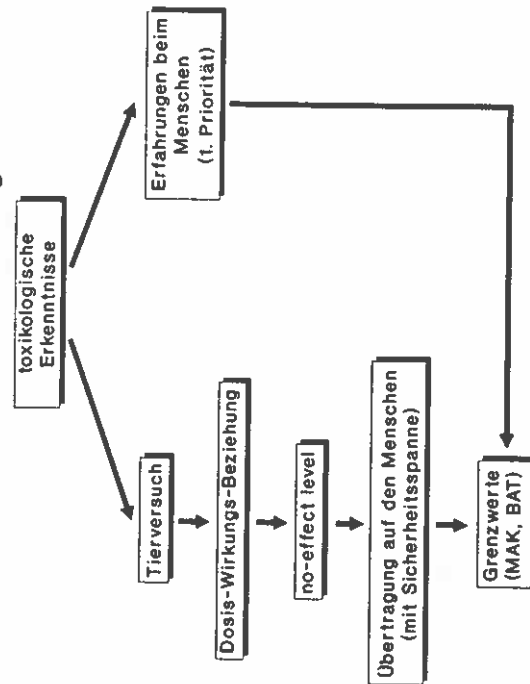 toxikologische
Erkenntnisse
Tierversuch
Dosis-Wirkungs-Beziehung
no-effect level
Übertragung auf den Menschen
(mit Sicherheitsspanne)
Grenzwerte
(MAK, BAT)
Erfahrungen beim
Menschen
(1. Priorität)